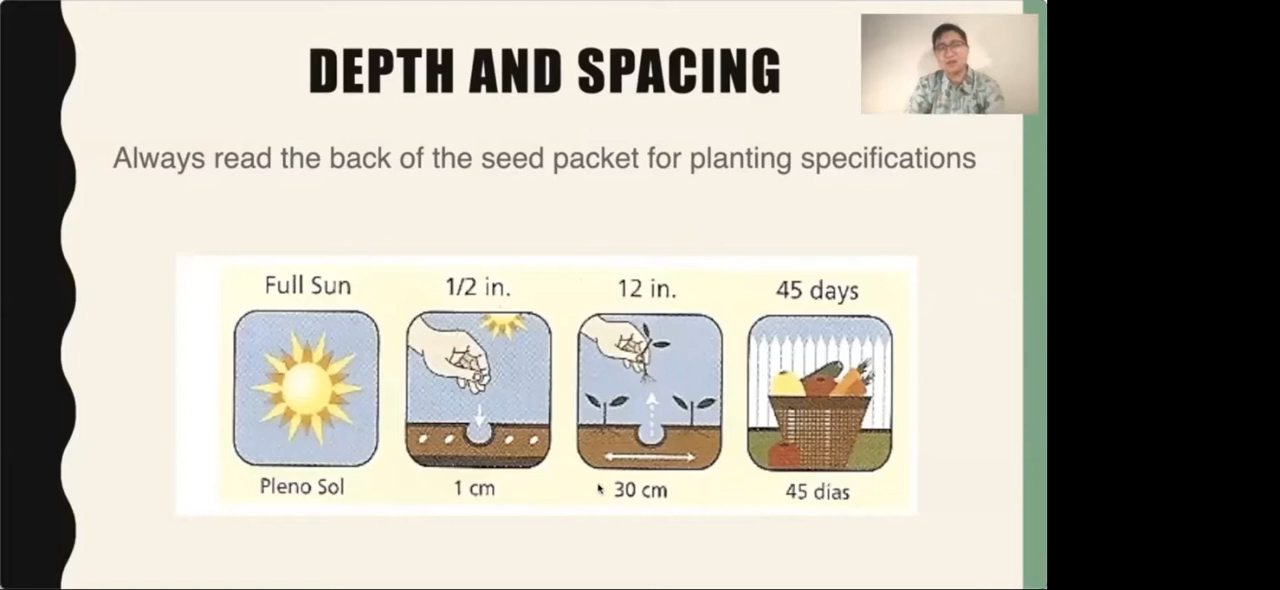 DEPTH AND SPACING
Always read the back of the seed packet for planting specifications
Full Sun
1/2 in.
12 in.
45 days
Pleno Sol
1 cm
30 cm
45 días